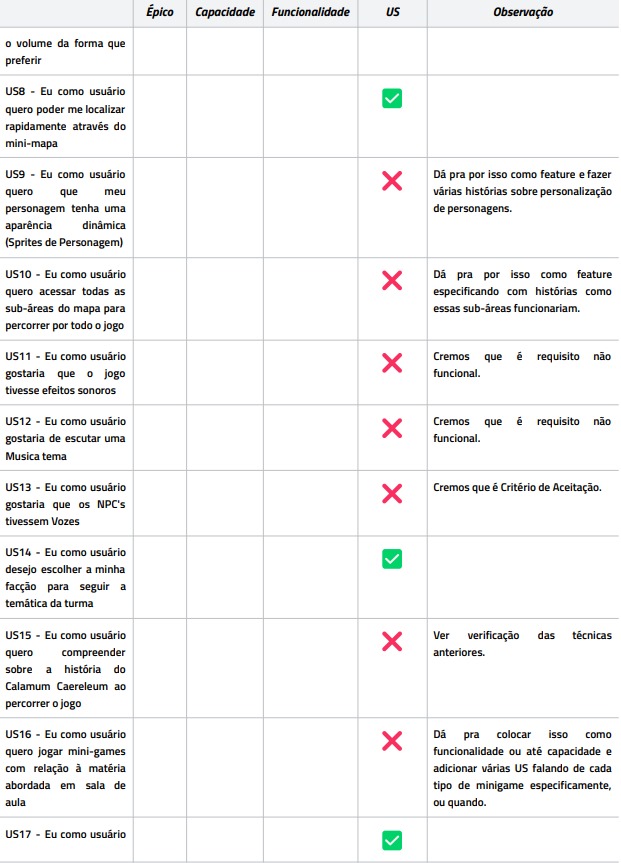 Épico Capacidade Funcionalidade US Observação
o volume da forma que
preferir
US8 - Eu como usuário
quero poder me localizar
rapidamente através do
mini-mapa
US9 - Eu como usuário
quero que meu
personagem tenha uma
aparência dinâmica
(Sprites de Personagem)
Dá pra por isso como feature e fazer
várias histórias sobre personalização
de personagens.
US10 - Eu como usuário
quero acessar todas as
sub-áreas do mapa para
percorrer por todo o jogo
Dá pra por isso como feature
especificando com histórias como
essas sub-áreas funcionariam.
US11 - Eu como usuário
gostaria que o jogo
tivesse efeitos sonoros
Cremos que é requisito não
funcional.
US12 - Eu como usuário
gostaria de escutar uma
Musica tema
Cremos que é requisito não
funcional.
US13 - Eu como usuário
gostaria que os NPC's
tivessem Vozes
Cremos que é Critério de Aceitação.
US14 - Eu como usuário
desejo escolher a minha
facção para seguir a
temática da turma
US15 - Eu como usuário
quero compreender
sobre a história do
Calamum Caereleum ao
percorrer o jogo
Ver verificação das técnicas
anteriores.
US16 - Eu como usuário
quero jogar mini-games
com relação à matéria
abordada em sala de
aula
Dá pra colocar isso como
funcionalidade ou até capacidade e
adicionar várias US falando de cada
tipo de minigame especificamente,
ou quando.
US17 - Eu como usuário